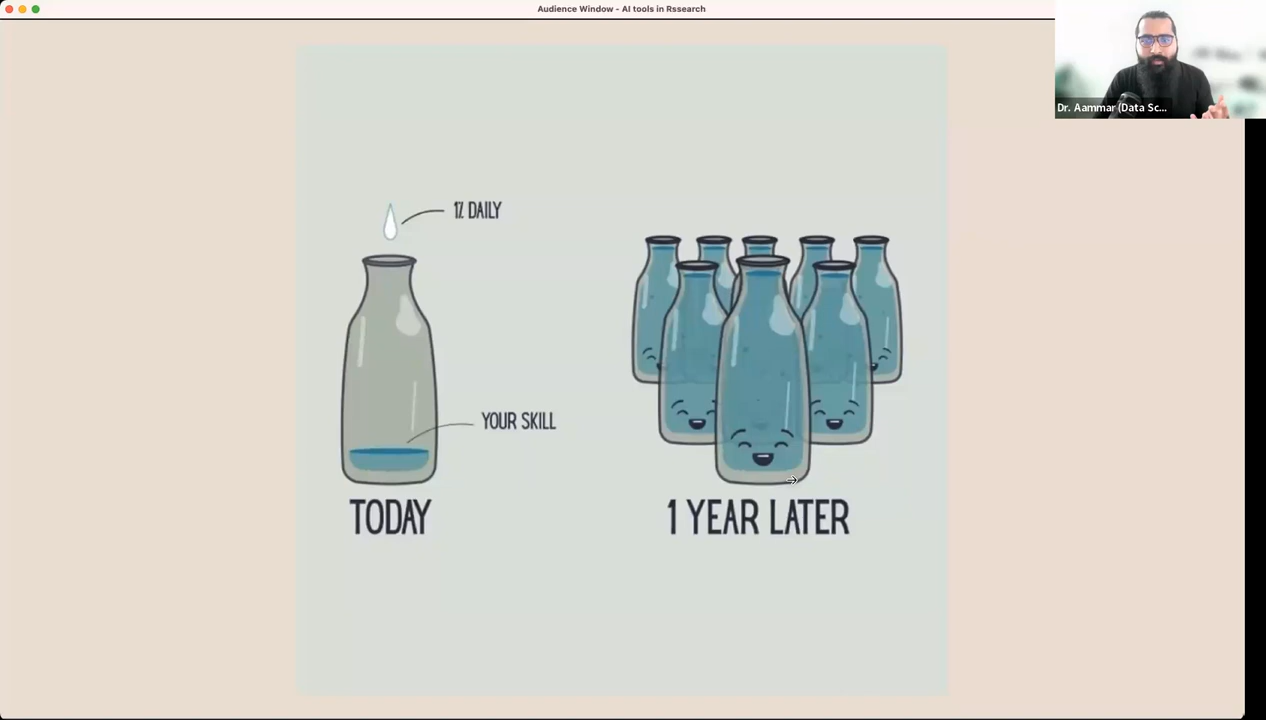 Audience Window - AI tools in Rssearch
Dr. Aammar (Data Sc...
1% DAILY
YOUR SKILL
TODAY
1 YEAR LATER